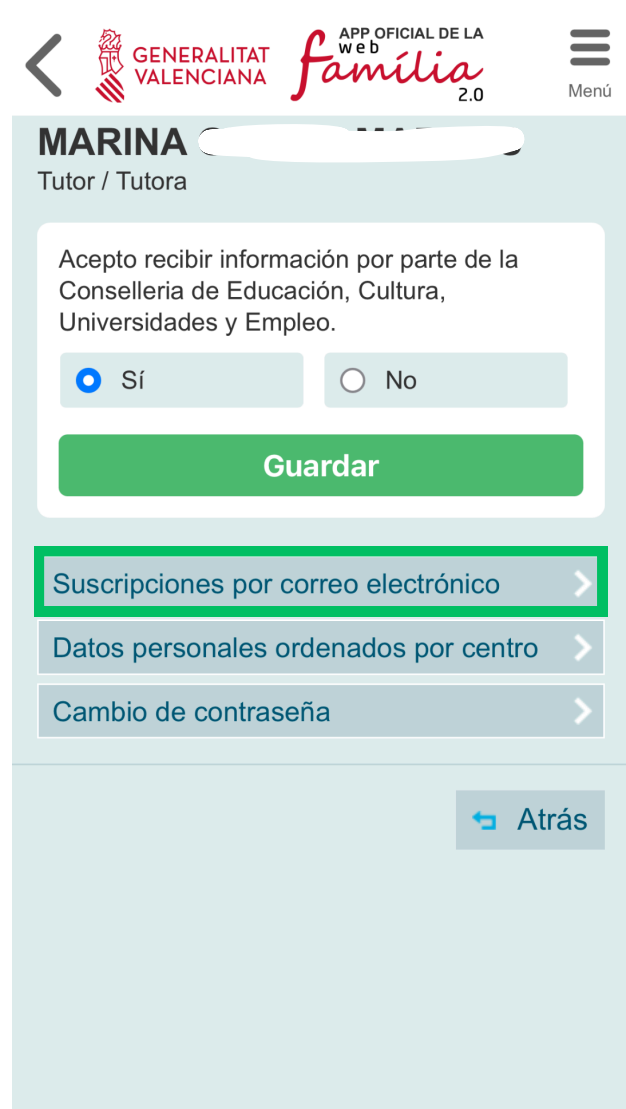 APP OFICIAL DE LA
GENERALITAT
VALENCIANA
web
família
2.0
Menú
MARINA
Tutor / Tutora
Acepto recibir información por parte de la
Conselleria de Educación, Cultura,
Universidades y Empleo.
Sí
No
Guardar
Suscripciones por correo electrónico
Datos personales ordenados por centro
Cambio de contraseña
Atrás